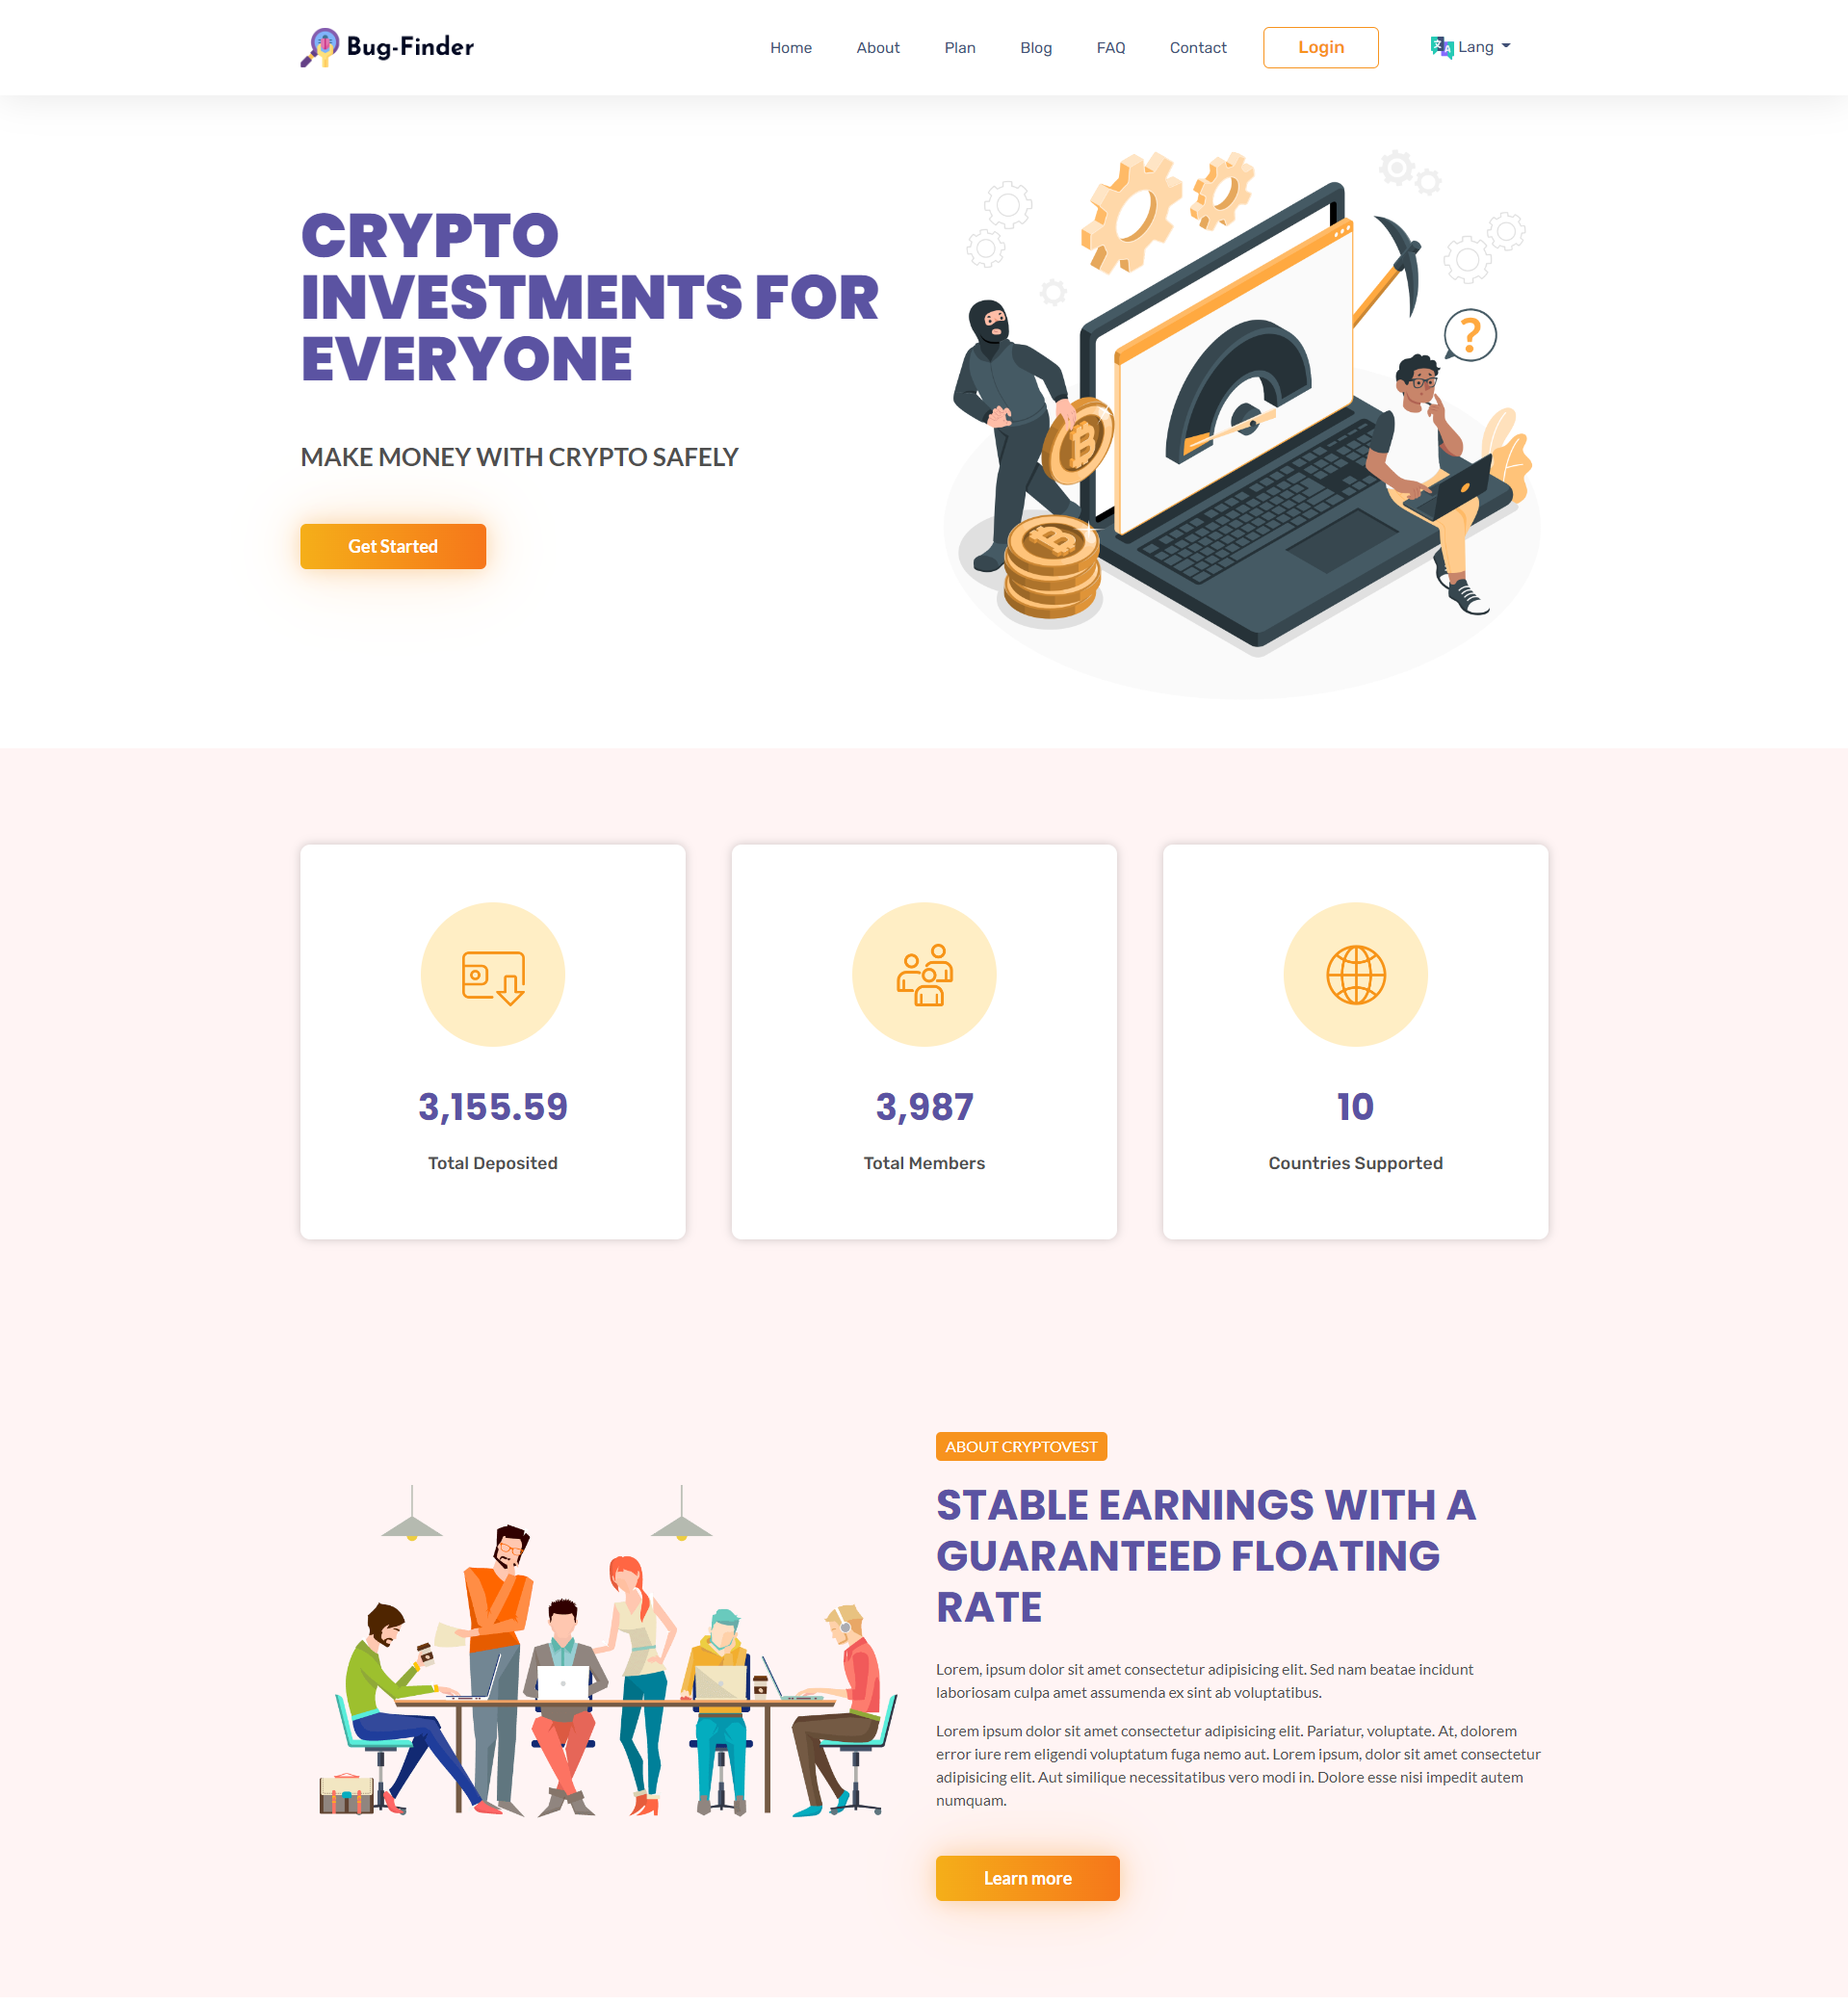 Bug-Finder
Home About Plan Blog FAQ Contact Login Lang
CRYPTO
INVESTMENTS FOR
EVERYONE
?
MAKE MONEY WITH CRYPTO SAFELY
Get Started
3,155.59
Total Deposited
3,987
Total Members
10
Countries Supported
ABOUT CRYPTOVEST
STABLE EARNINGS WITH A
GUARANTEED FLOATING
RATE
Lorem, ipsum dolor sit amet consectetur adipisicing elit. Sed nam beatae incidunt
laboriosam culpa amet assumenda ex sint ab voluptatibus.
Lorem ipsum dolor sit amet consectetur adipisicing elit. Pariatur, voluptate. At, dolorem
error iure rem eligendi voluptatum fuga nemo aut. Lorem ipsum, dolor sit amet consectetur
adipisicing elit. Aut similique necessitatibus vero modi in. Dolore esse nisi impedit autem
numquam.
Learn more